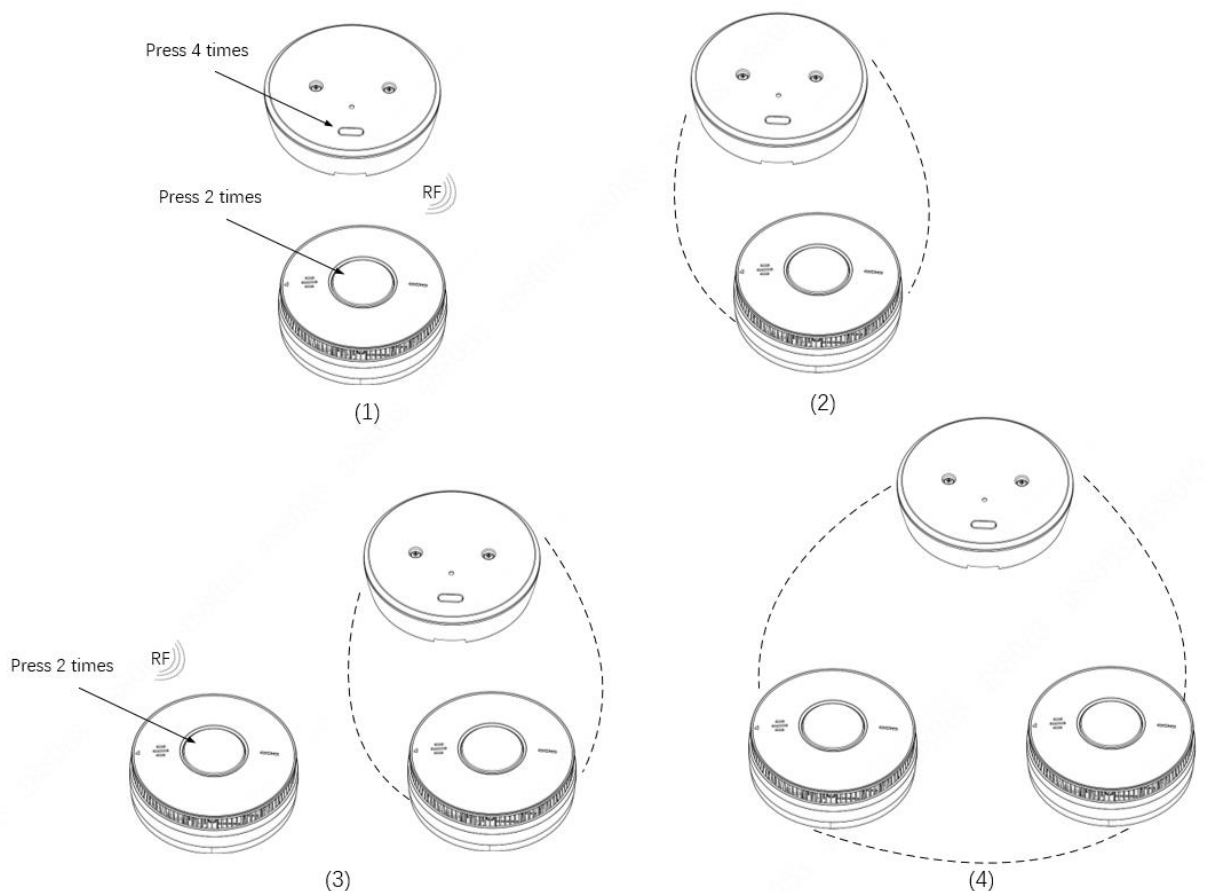 Press 4 times
Press 2 times
RF
(1)
(2)
RF
Press 2 times
(3)
(4)